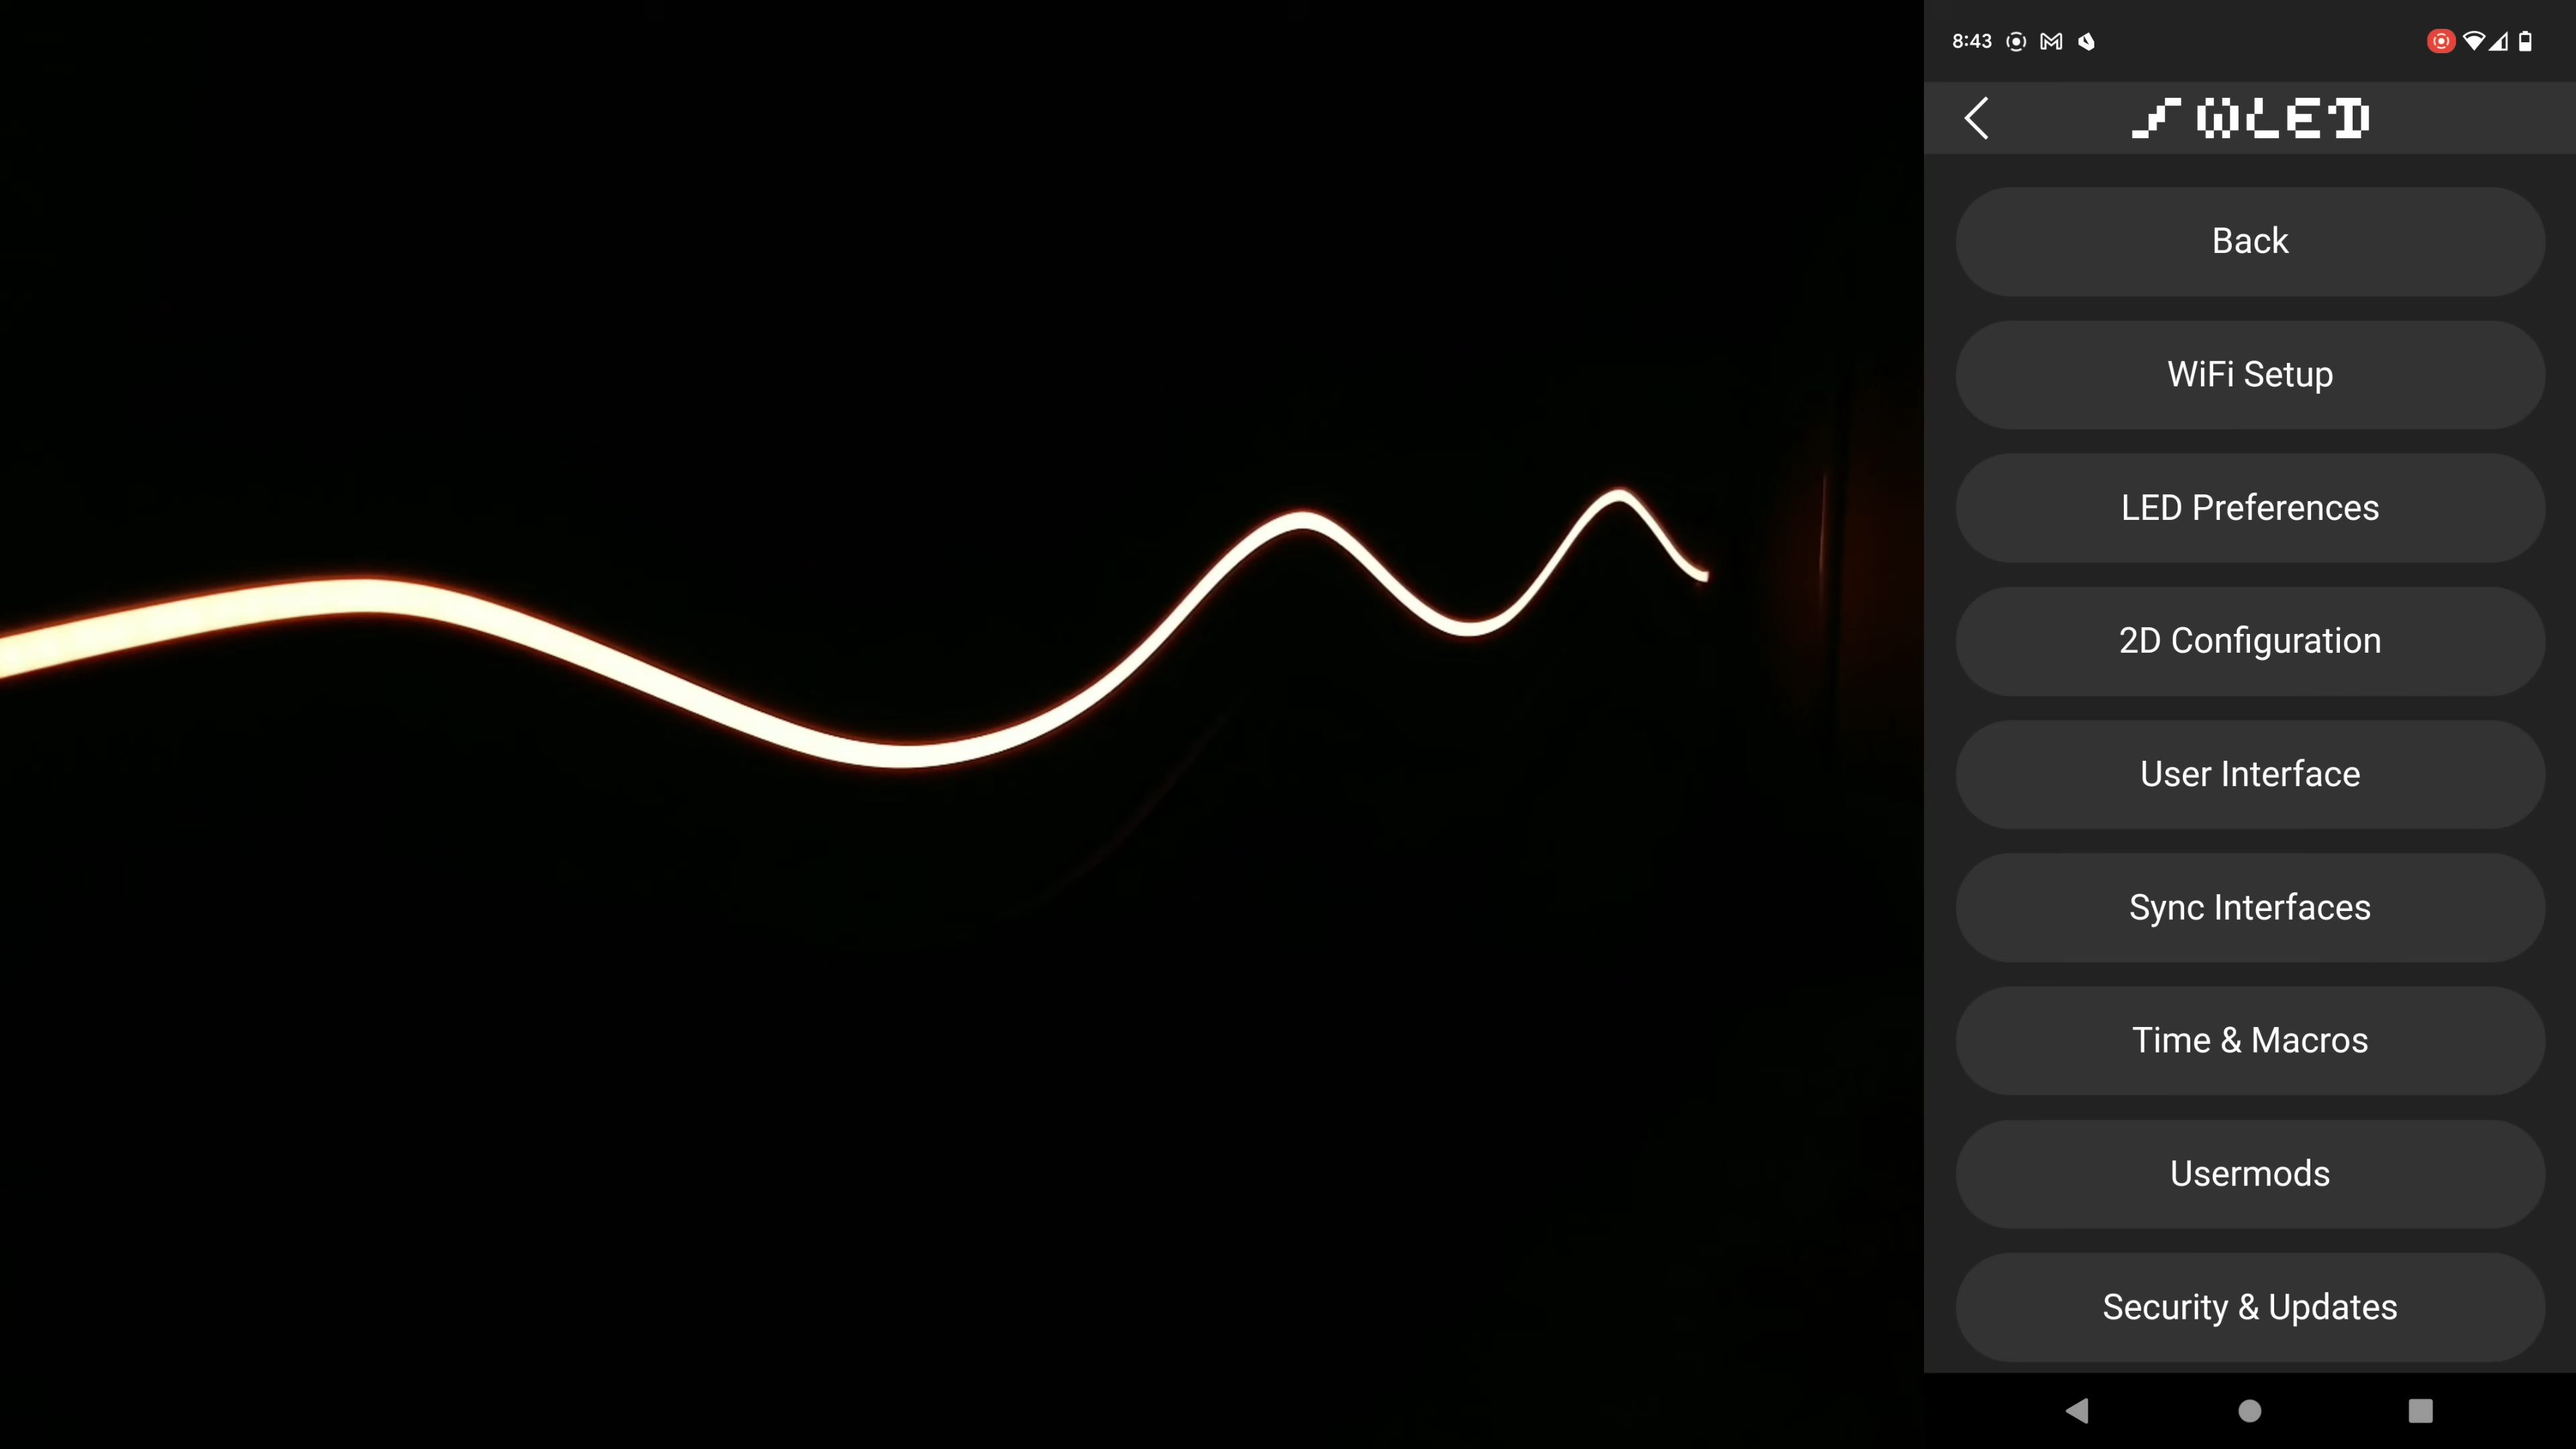 8:43
WLED
Back
WiFi Setup
LED Preferences
2D Configuration
User Interface
Sync Interfaces
Time & Macros
Usermods
Security & Updates